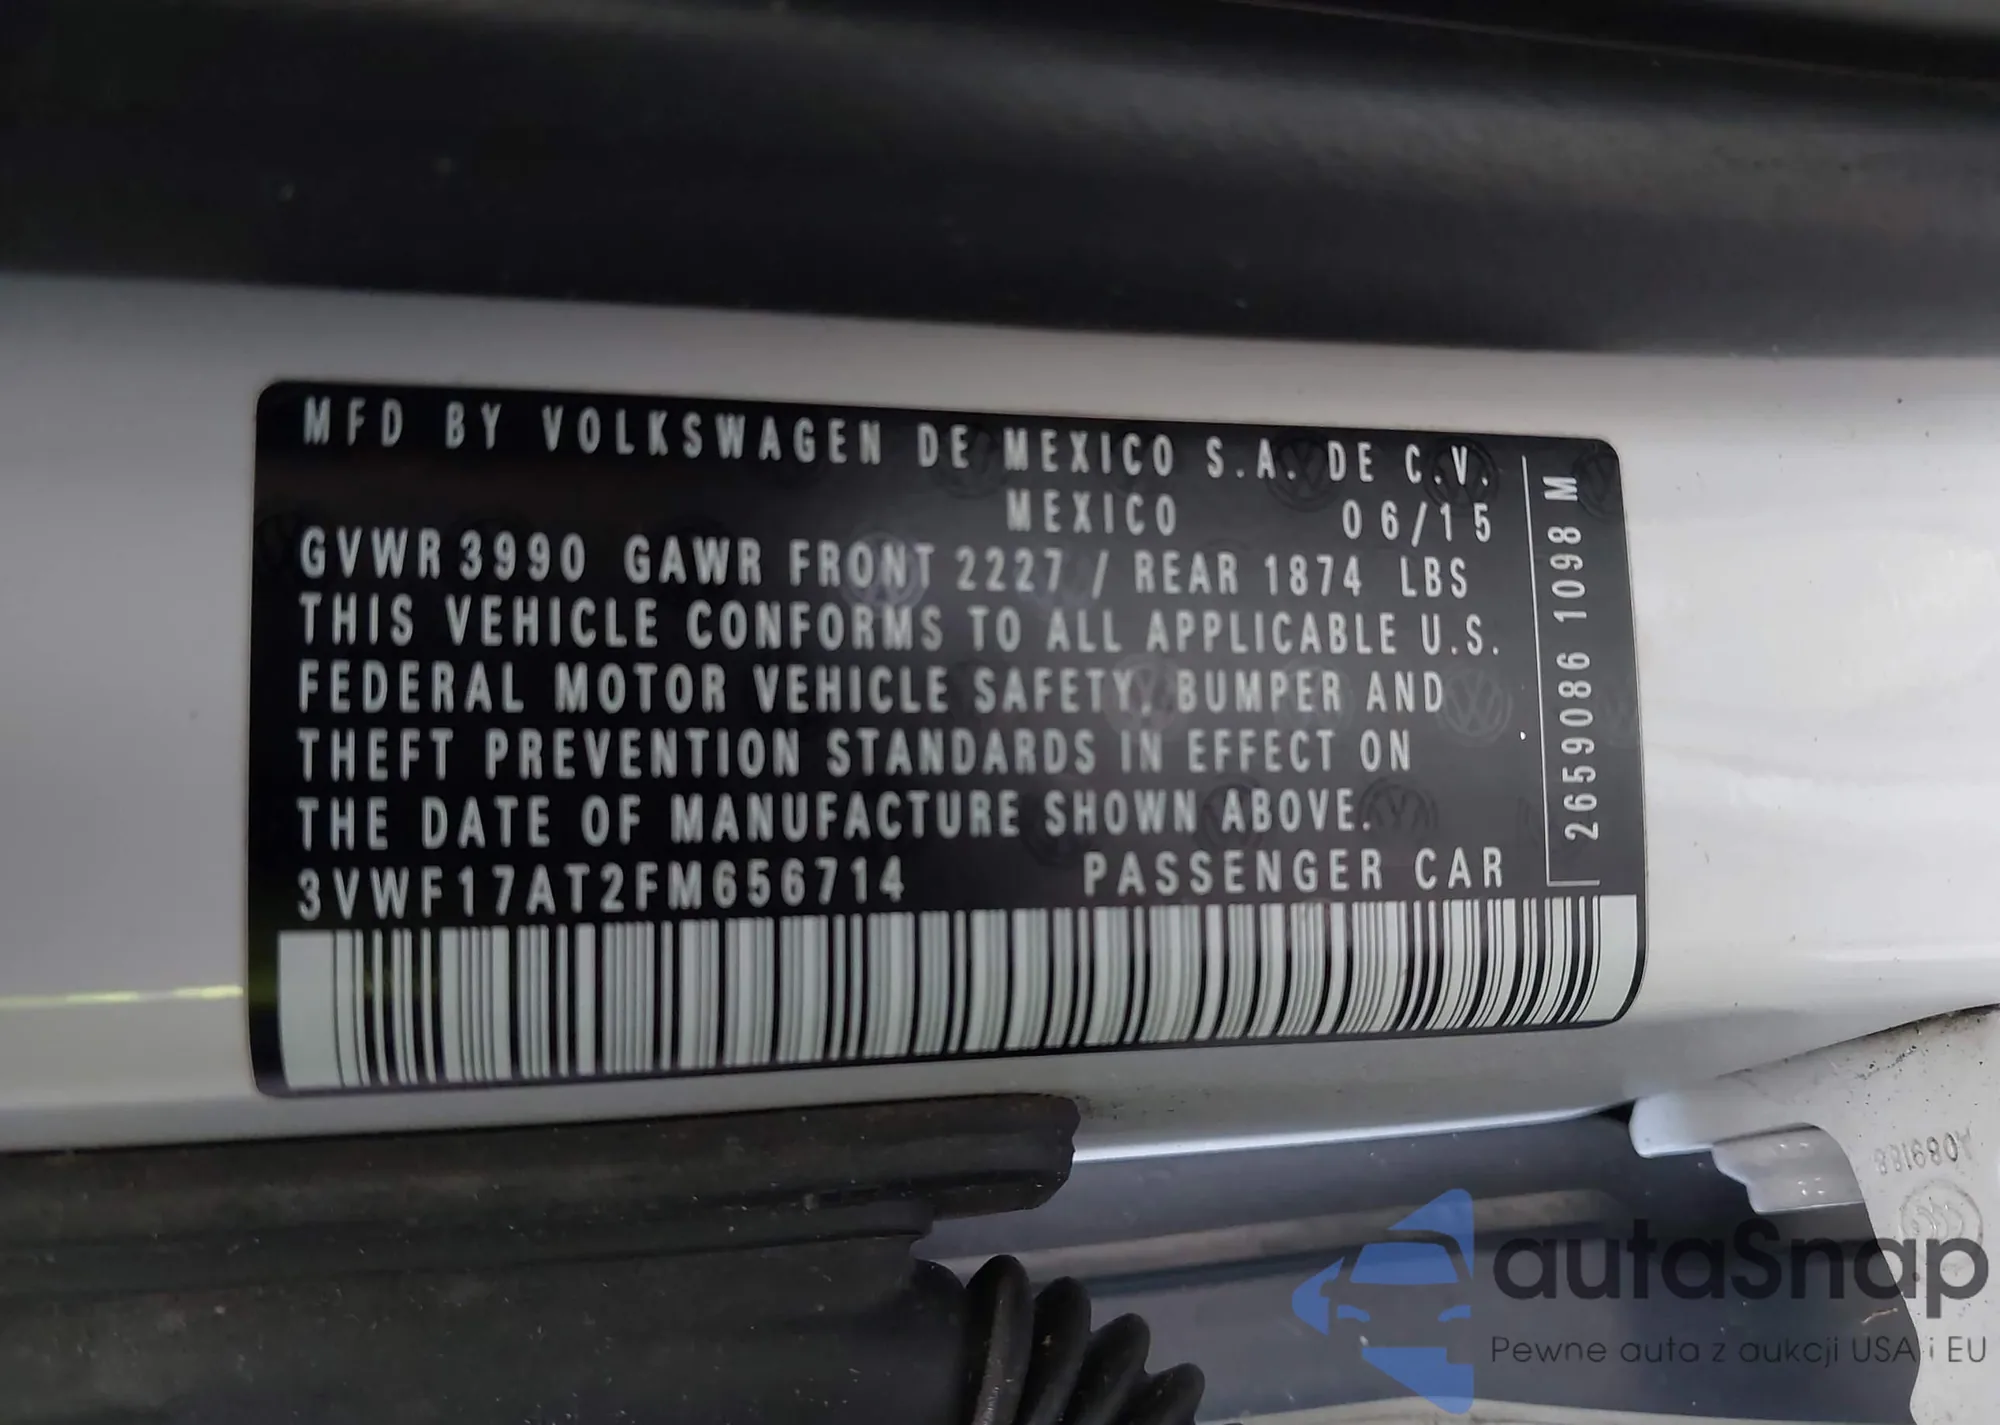 MFD BY VOLKSWAGEN DE MEXICO S.A. DE C.V.
MEXICO 06/15
GVWR 3990 GAWR FRONT 2227 / REAR 1874 LBS
THIS VEHICLE CONFORMS TO ALL APPLICABLE U.S.
FEDERAL MOTOR VEHICLE SAFETY, BUMPER AND
THEFT PREVENTION STANDARDS IN EFFECT ON
THE DATE OF MANUFACTURE SHOWN ABOVE.
3VWF17AT2FM656714 PASSENGER CAR
2659086 1098 M
autaSnap
Pewne auta z aukcji USA i EU